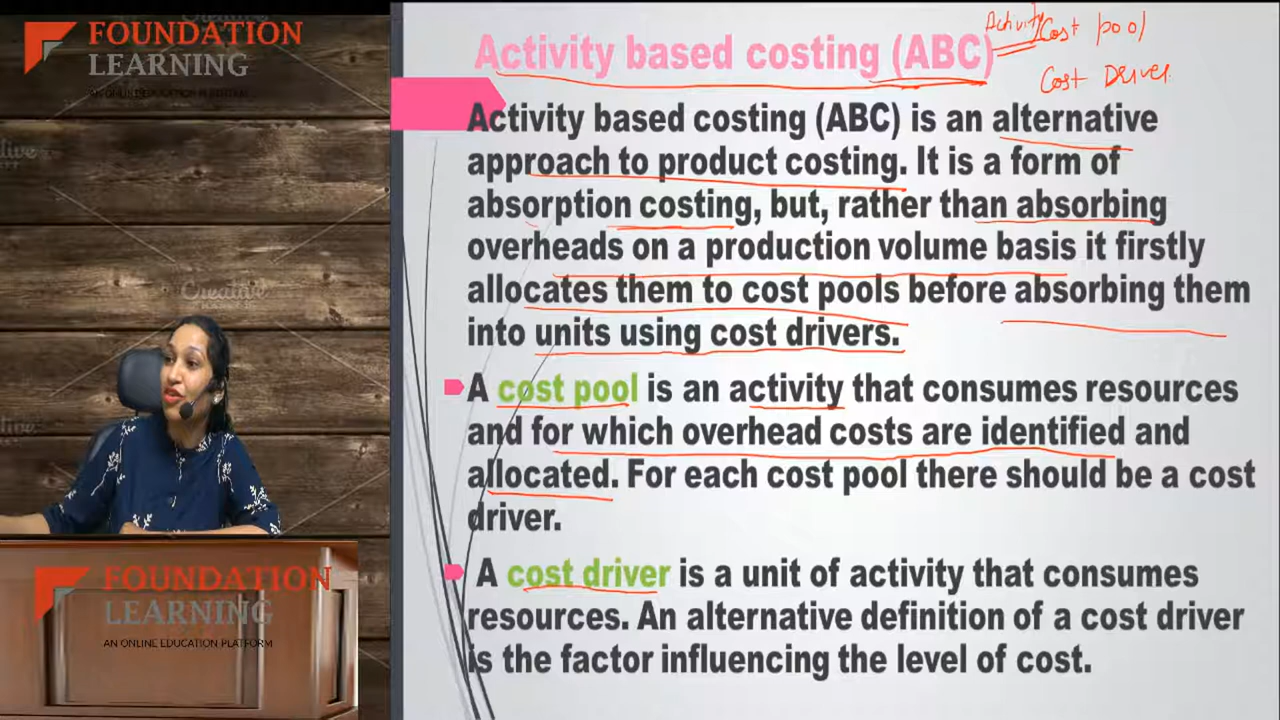 FOUNDATION
LEARNING
AN ONLINE EDUCATION PLATFORM
Creative
Activity based costing (ABC)
Activity Cost pool
Cost Driver
Activity based costing (ABC) is an alternative
approach to product costing. It is a form of
absorption costing, but, rather than absorbing
overheads on a production volume basis it firstly
allocates them to cost pools before absorbing them
into units using cost drivers.
A cost pool is an activity that consumes resources
and for which overhead costs are identified and
allocated. For each cost pool there should be a cost
driver.
A cost driver is a unit of activity that consumes
resources. An alternative definition of a cost driver
is the factor influencing the level of cost.
FOUNDATION
LEARNING
AN ONLINE EDUCATION PLATFORM